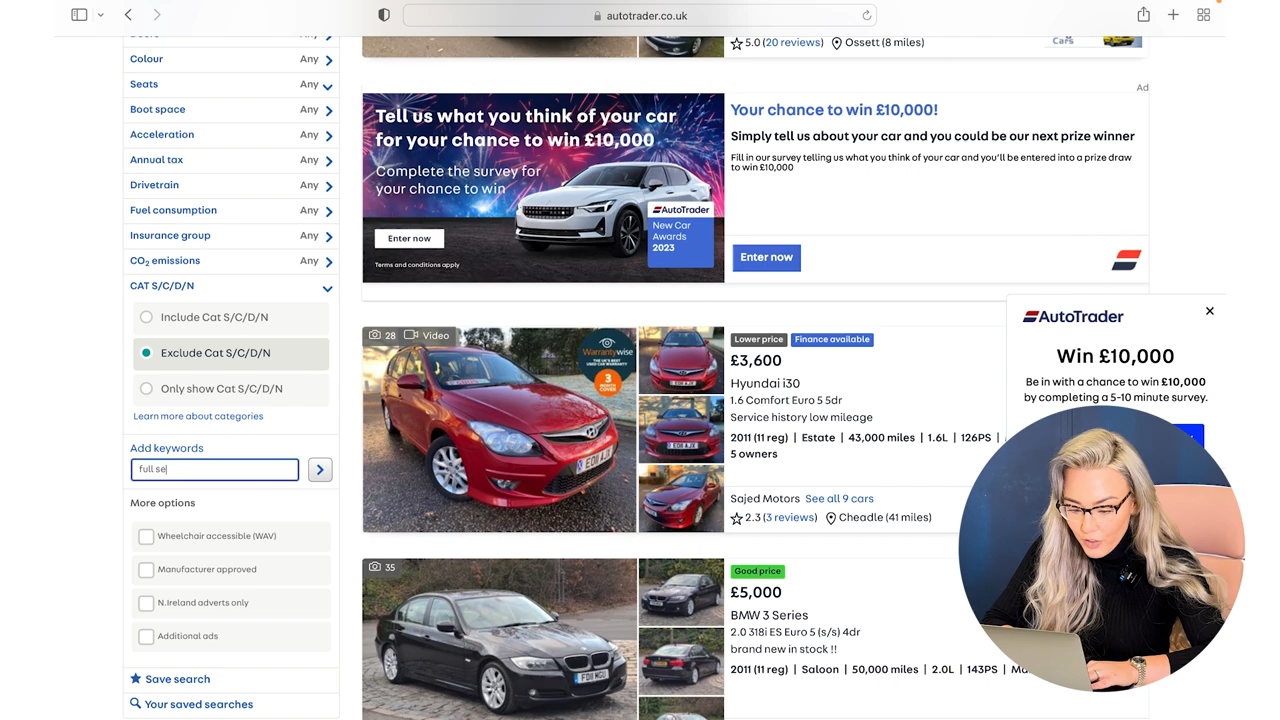 autotrader.co.uk
Colour Any
Seats Any
Boot space Any
Acceleration Any
Annual tax Any
Drivetrain Any
Fuel consumption Any
Insurance group Any
CO2 emissions Any
CAT S/C/D/N
Include Cat S/C/D/N
Exclude Cat S/C/D/N
Only show Cat S/C/D/N
Learn more about categories
Add keywords
full se
More options
Wheelchair accessible (WAV)
Manufacturer approved
N.Ireland adverts only
Additional ads
Save search
Your saved searches
5.0 (20 reviews) Ossett (8 miles)
Cars
Ad
Tell us what you think of your car
for your chance to win £10,000
Complete the survey for
your chance to win
Enter now
Terms and conditions apply
AutoTrader
New Car
Awards
2023
Your chance to win £10,000!
Simply tell us about your car and you could be our next prize winner
Fill in our survey telling us what you think of your car and you'll be entered into a prize draw
to win £10,000
Enter now
28 Video
Warrantywise
3
Lower price Finance available
£3,600
Hyundai i30
1.6 Comfort Euro 5 5dr
Service history low mileage
2011 (11 reg) | Estate | 43,000 miles | 1.6L | 126PS |
5 owners
Sajed Motors See all 9 cars
2.3 (3 reviews) Cheadle (41 miles)
35
Good price
£5,000
BMW 3 Series
2.0 318i ES Euro 5 (s/s) 4dr
brand new in stock !!
2011 (11 reg) | Saloon | 50,000 miles | 2.0L | 143PS |
AutoTrader
Win £10,000
Be in with a chance to win £10,000
by completing a 5-10 minute survey.